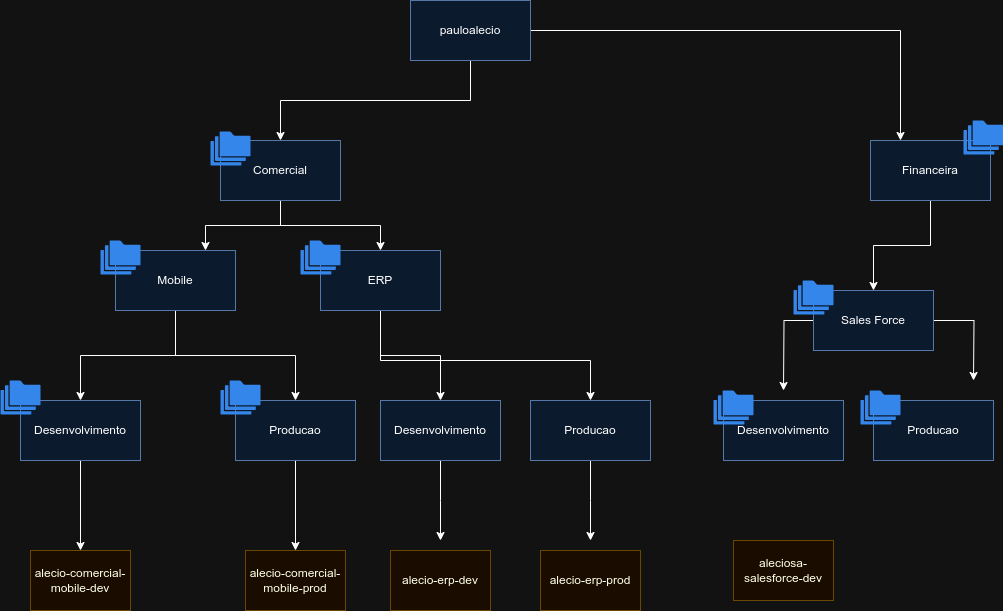 pauloalecio
Comercial
Financeira
Mobile
ERP
Sales Force
Desenvolvimento
Producao
Desenvolvimento
Producao
Desenvolvimento
Producao
alecio-comercial-
mobile-dev
alecio-comercial-
mobile-prod
alecio-erp-dev
alecio-erp-prod
aleciosa-
salesforce-dev